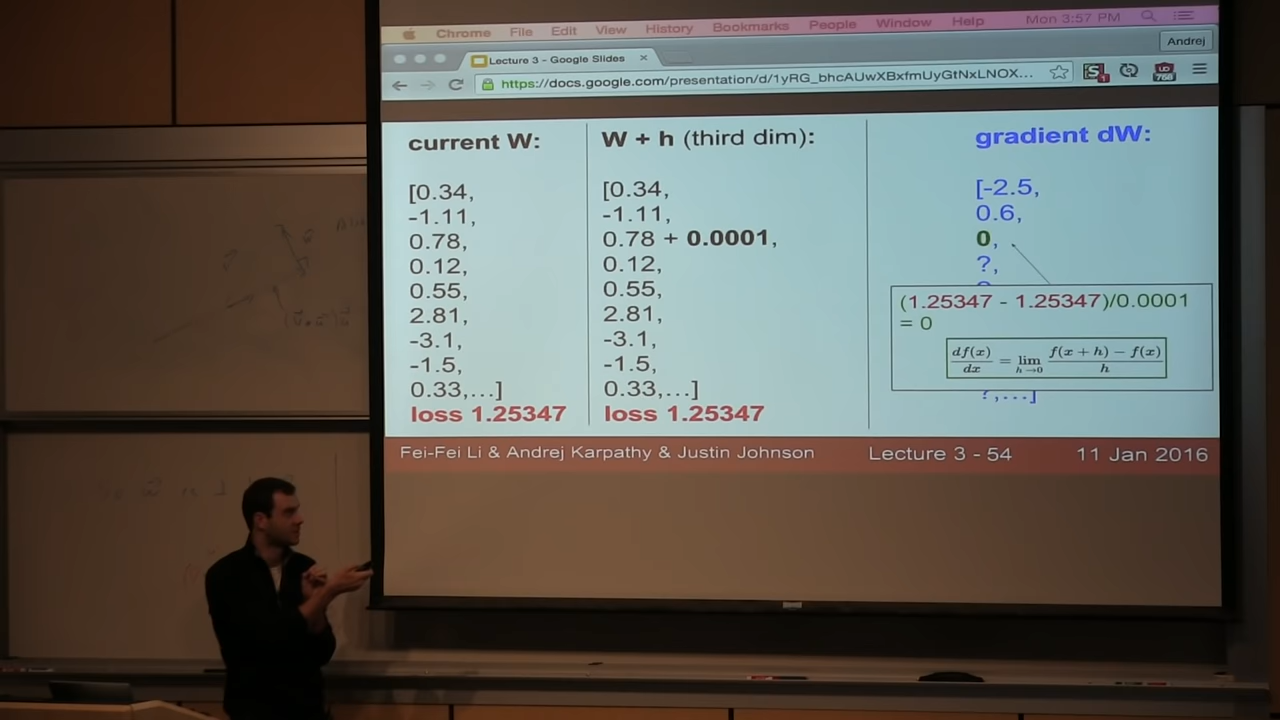 Chrome File Edit View History Bookmarks People Window Help Mon 3:57 PM
Lecture 3 - Google Slides
Andrej
https://docs.google.com/presentation/d/1yRG_bhcAUwXBxfmUyGtNxLNOX...
current W:
[0.34,
-1.11,
0.78,
0.12,
0.55,
2.81,
-3.1,
-1.5,
0.33,...]
loss 1.25347
W + h (third dim):
[0.34,
-1.11,
0.78 + 0.0001,
0.12,
0.55,
2.81,
-3.1,
-1.5,
0.33,...]
loss 1.25347
gradient dW:
[-2.5,
0.6,
0,
?,
(1.25347 - 1.25347)/0.0001
= 0
df(x)/dx = lim h→0 f(x + h) − f(x)/h
?,...]
Fei-Fei Li & Andrej Karpathy & Justin Johnson Lecture 3 - 54 11 Jan 2016